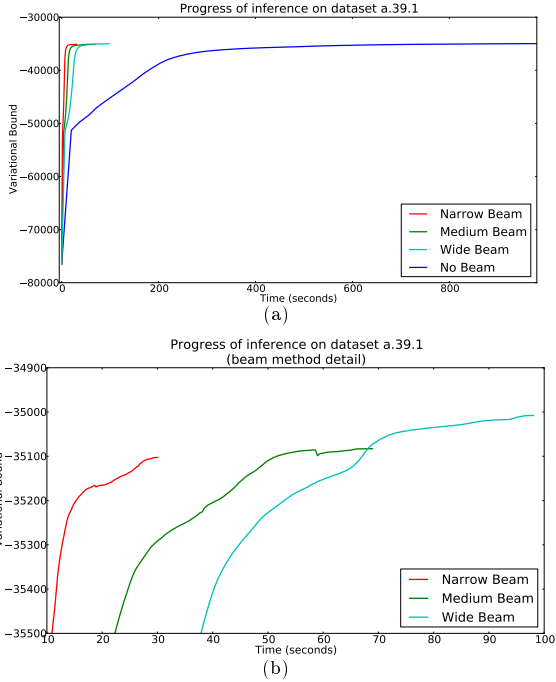 Progress of inference on dataset a.39.1
−30000
−40000
−50000
−60000
−70000
−80000
Variational Bound
0 200 400 600 800
Time (seconds)
Narrow Beam
Medium Beam
Wide Beam
No Beam
(a)
Progress of inference on dataset a.39.1
(beam method detail)
−34900
−35000
−35100
−35200
−35300
−35400
−35500
10 20 30 40 50 60 70 80 90 100
Time (seconds)
Narrow Beam
Medium Beam
Wide Beam
(b)